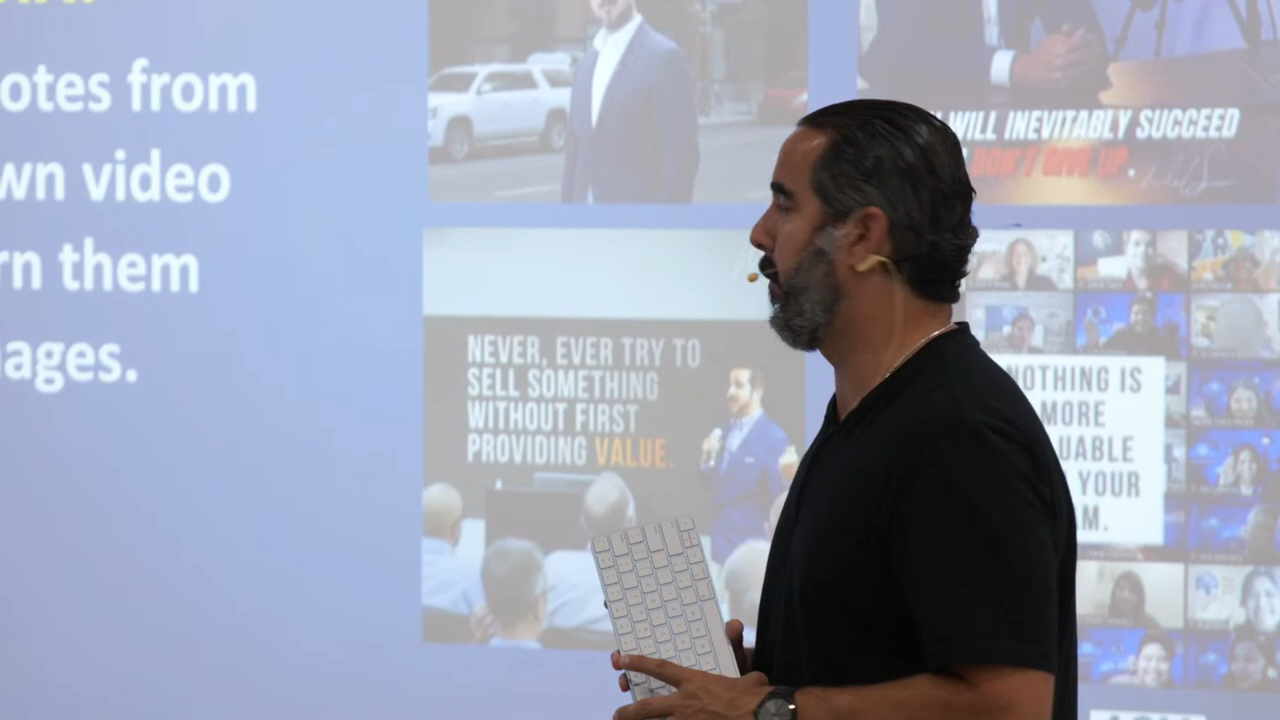 otes from
wn video
rn them
nages.
WILL INEVITABLY SUCCEED
DON'T GIVE UP.
NEVER, EVER TRY TO
SELL SOMETHING
WITHOUT FIRST
PROVIDING VALUE.
NOTHING IS
MORE
UABLE
YOUR
M.